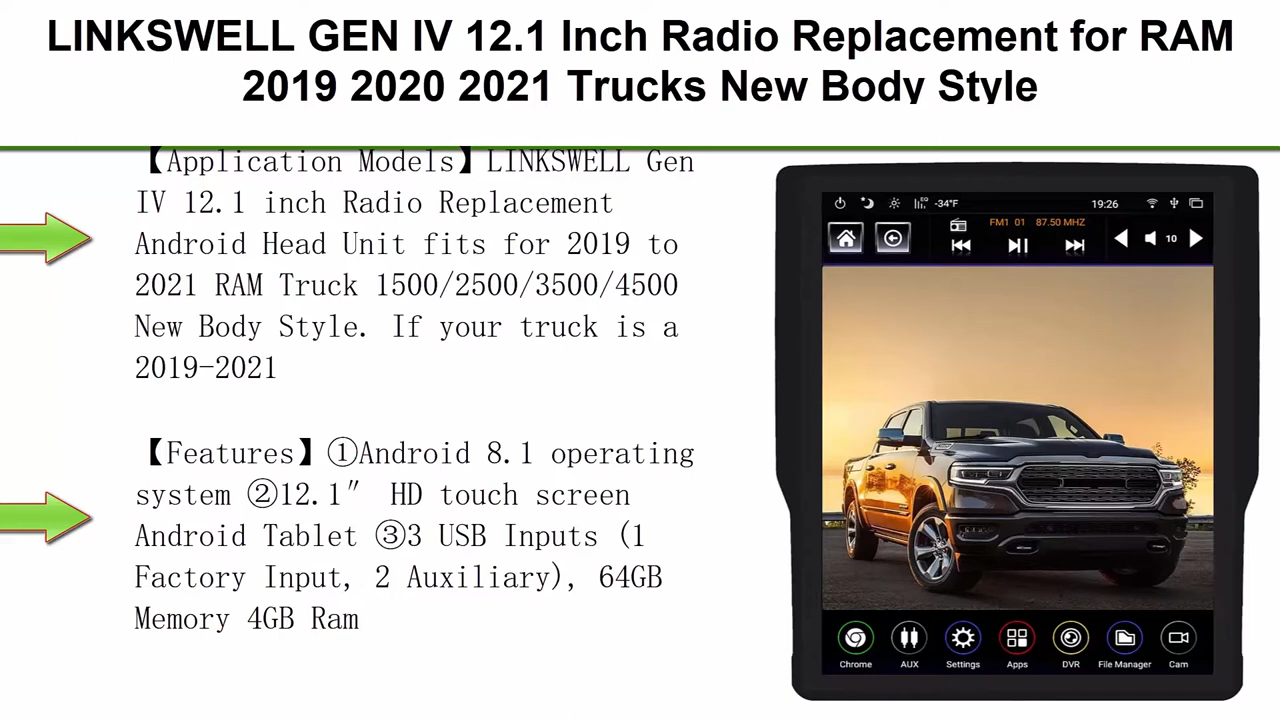 LINKSWELL GEN IV 12.1 Inch Radio Replacement for RAM
2019 2020 2021 Trucks New Body Style
【Application Models】LINKSWELL Gen
IV 12.1 inch Radio Replacement
Android Head Unit fits for 2019 to
2021 RAM Truck 1500/2500/3500/4500
New Body Style. If your truck is a
2019-2021
【Features】①Android 8.1 operating
system ②12.1″ HD touch screen
Android Tablet ③3 USB Inputs (1
Factory Input, 2 Auxiliary), 64GB
Memory 4GB Ram
-34°F 19:26
FM1 01 87.50 MHZ
10
Chrome AUX Settings Apps DVR File Manager Cam